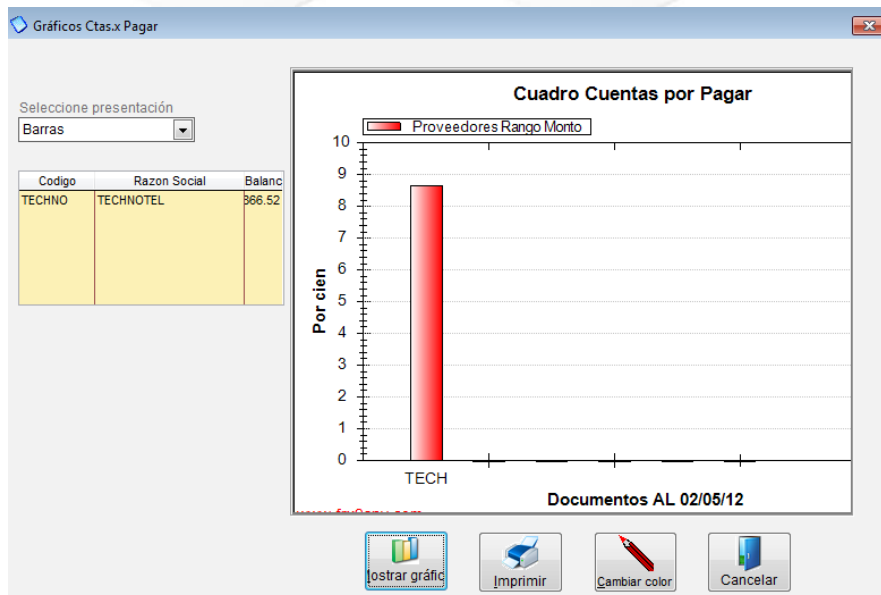 Gráficos Ctas.x Pagar
Seleccione presentación
Barras
Codigo Razon Social Balanc
TECHNO TECHNOTEL 366.52
Cuadro Cuentas por Pagar
Proveedores Rango Monto
10
9
8
7
6
5
4
3
2
1
0
Por cien
TECH
Documentos AL 02/05/12
Mostrar gráfic
Imprimir
Cambiar color
Cancelar